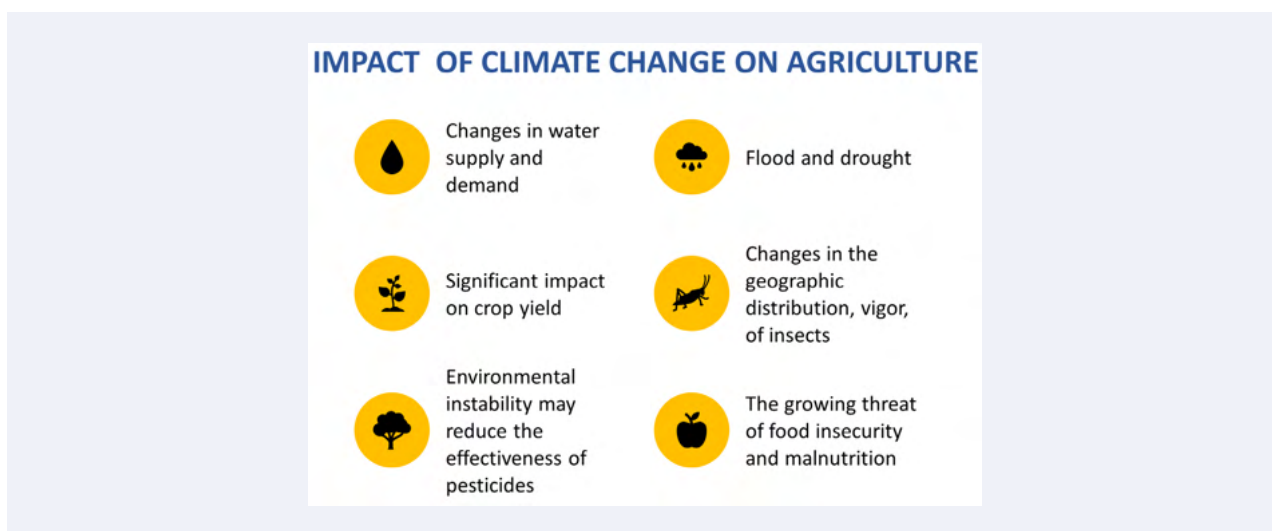 IMPACT OF CLIMATE CHANGE ON AGRICULTURE
Changes in water
supply and
demand
Flood and drought
Significant impact
on crop yield
Changes in the
geographic
distribution, vigor,
of insects
Environmental
instability may
reduce the
effectiveness of
pesticides
The growing threat
of food insecurity
and malnutrition